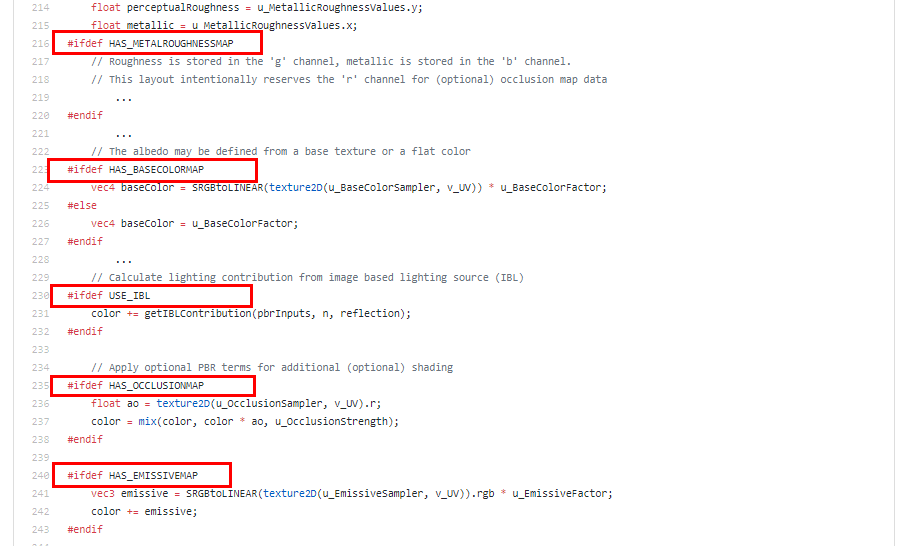 214 float perceptualRoughness = u_MetallicRoughnessValues.y;
215 float metallic = u_MetallicRoughnessValues.x;
216 #ifdef HAS_METALROUGHNESSMAP
217 // Roughness is stored in the 'g' channel, metallic is stored in the 'b' channel.
218 // This layout intentionally reserves the 'r' channel for (optional) occlusion map data
219 ...
220 #endif
221 ...
222 // The albedo may be defined from a base texture or a flat color
223 #ifdef HAS_BASECOLORMAP
224 vec4 baseColor = SRGBtoLINEAR(texture2D(u_BaseColorSampler, v_UV)) * u_BaseColorFactor;
225 #else
226 vec4 baseColor = u_BaseColorFactor;
227 #endif
228 ...
229 // Calculate lighting contribution from image based lighting source (IBL)
230 #ifdef USE_IBL
231 color += getIBLContribution(pbrInputs, n, reflection);
232 #endif
233
234 // Apply optional PBR terms for additional (optional) shading
235 #ifdef HAS_OCCLUSIONMAP
236 float ao = texture2D(u_OcclusionSampler, v_UV).r;
237 color = mix(color, color * ao, u_OcclusionStrength);
238 #endif
239
240 #ifdef HAS_EMISSIVEMAP
241 vec3 emissive = SRGBtoLINEAR(texture2D(u_EmissiveSampler, v_UV)).rgb * u_EmissiveFactor;
242 color += emissive;
243 #endif